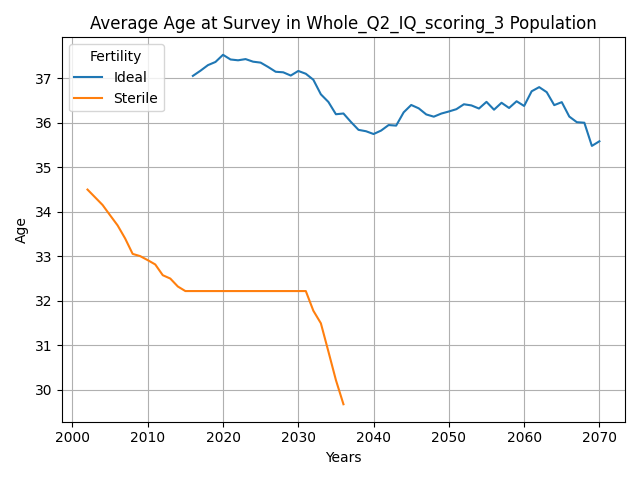 Average Age at Survey in Whole_Q2_IQ_scoring_3 Population
Fertility
Ideal
Sterile
Age
37
36
35
34
33
32
31
30
2000 2010 2020 2030 2040 2050 2060 2070
Years